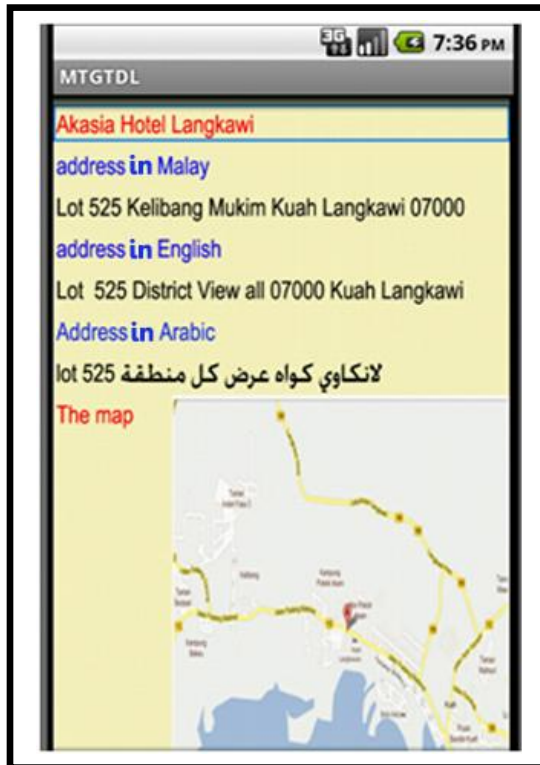 3G 7:36 PM
MTGTDL
Akasia Hotel Langkawi
address in Malay
Lot 525 Kelibang Mukim Kuah Langkawi 07000
address in English
Lot 525 District View all 07000 Kuah Langkawi
Address in Arabic
lot 525 لانكاوي كواه عرض كل منطقة
The map